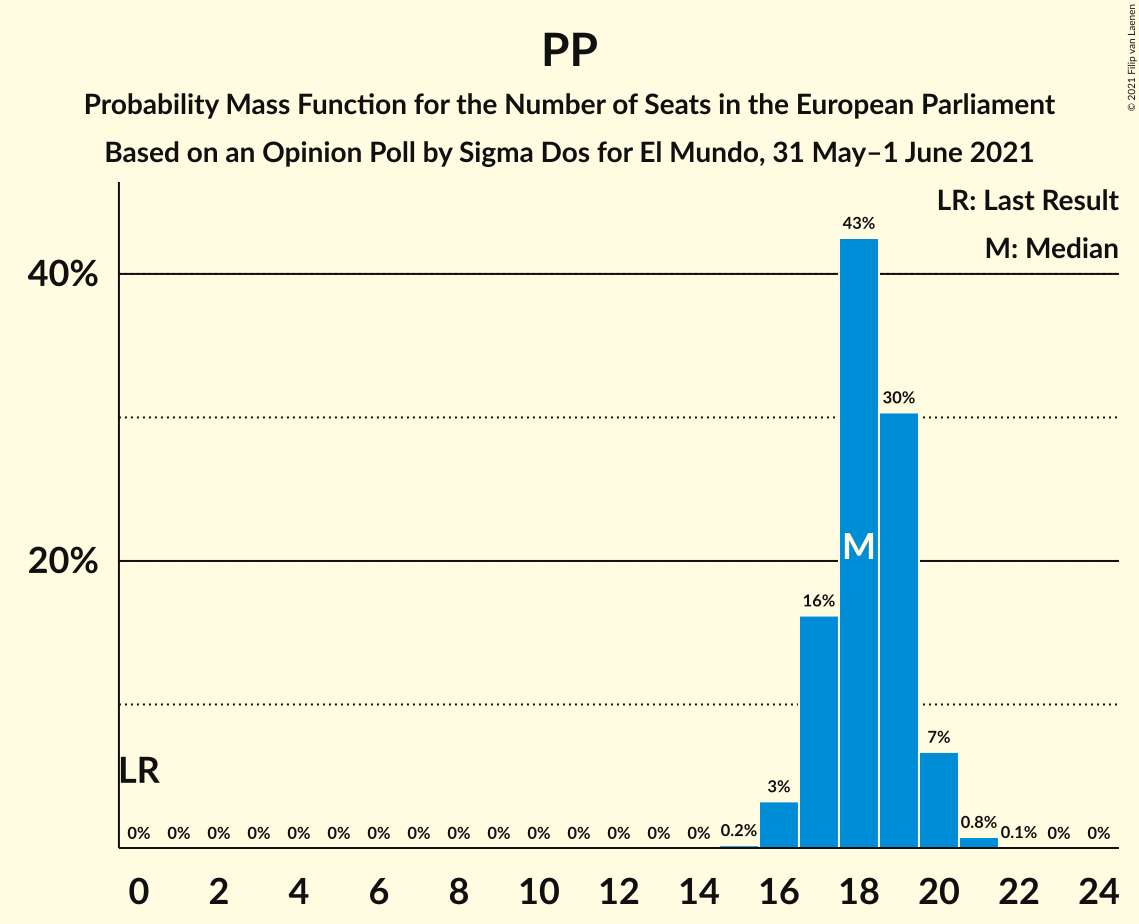 PP
Probability Mass Function for the Number of Seats in the European Parliament
Based on an Opinion Poll by Sigma Dos for El Mundo, 31 May–1 June 2021
© 2021 Filip van Laenen
LR: Last Result
M: Median
43%
40%
30%
M
20%
16%
7%
LR
3%
0% 0% 0% 0% 0% 0% 0% 0% 0% 0% 0% 0% 0% 0% 0% 0.2% 0.8% 0.1% 0% 0%
0 2 4 6 8 10 12 14 16 18 20 22 24